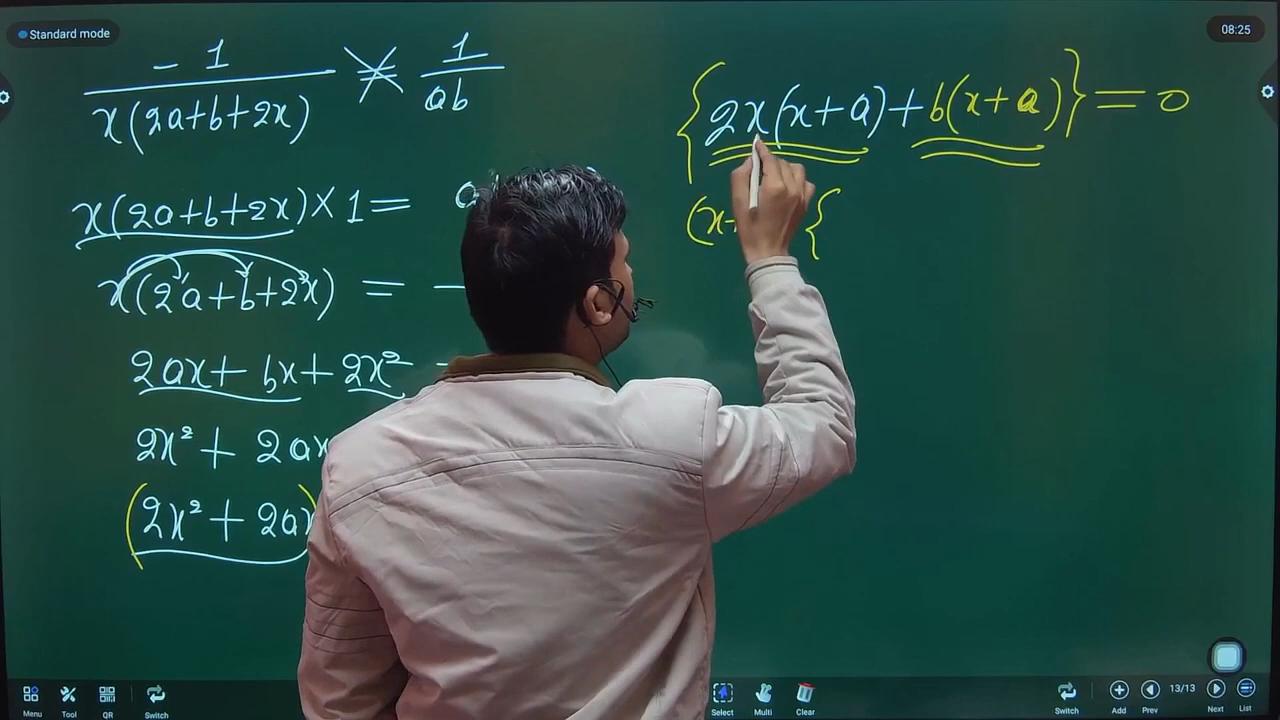 Standard mode
08:25
- 1
x(2a+b+2x)
≠
1
ab
x(2a+b+2x)×1=
x(2a+b+2x) = -
2ax+bx+2x²
2x²+2ax
(2x²+2ax)
{2x(x+a)+b(x+a)}=0
(x+ {
Menu
Tool
QR
Switch
Select
Multi
Clear
Switch
Add
Prev
13/13
Next
List